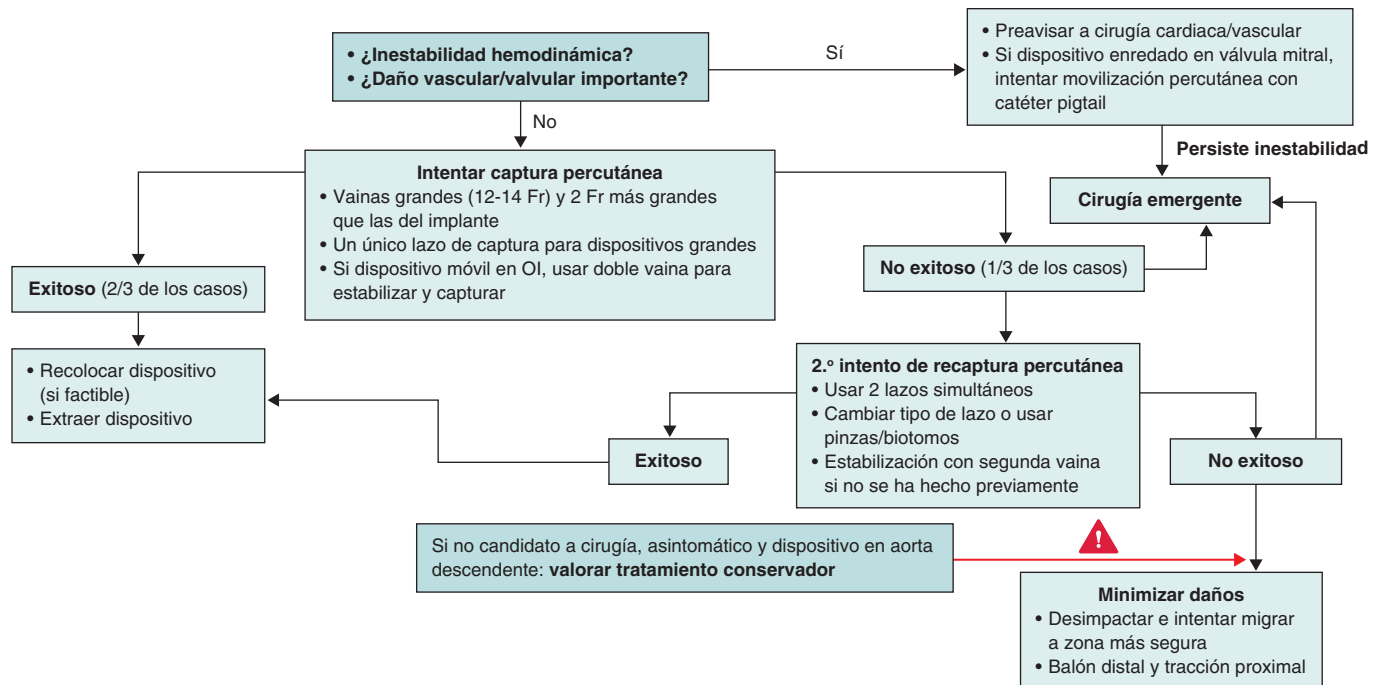 • ¿Inestabilidad hemodinámica?
• ¿Daño vascular/valvular importante?
Sí
• Preavisar a cirugía cardiaca/vascular
• Si dispositivo enredado en válvula mitral,
intentar movilización percutánea con
catéter pigtail
No
Persiste inestabilidad
Intentar captura percutánea
• Vainas grandes (12-14 Fr) y 2 Fr más grandes
que las del implante
• Un único lazo de captura para dispositivos grandes
• Si dispositivo móvil en OI, usar doble vaina para
estabilizar y capturar
Cirugía emergente
Exitoso (2/3 de los casos)
No exitoso (1/3 de los casos)
• Recolocar dispositivo
(si factible)
• Extraer dispositivo
2.º intento de recaptura percutánea
• Usar 2 lazos simultáneos
• Cambiar tipo de lazo o usar
pinzas/biotomos
• Estabilización con segunda vaina
si no se ha hecho previamente
Exitoso
No exitoso
Si no candidato a cirugía, asintomático y dispositivo en aorta
descendente: valorar tratamiento conservador
!
Minimizar daños
• Desimpactar e intentar migrar
a zona más segura
• Balón distal y tracción proximal